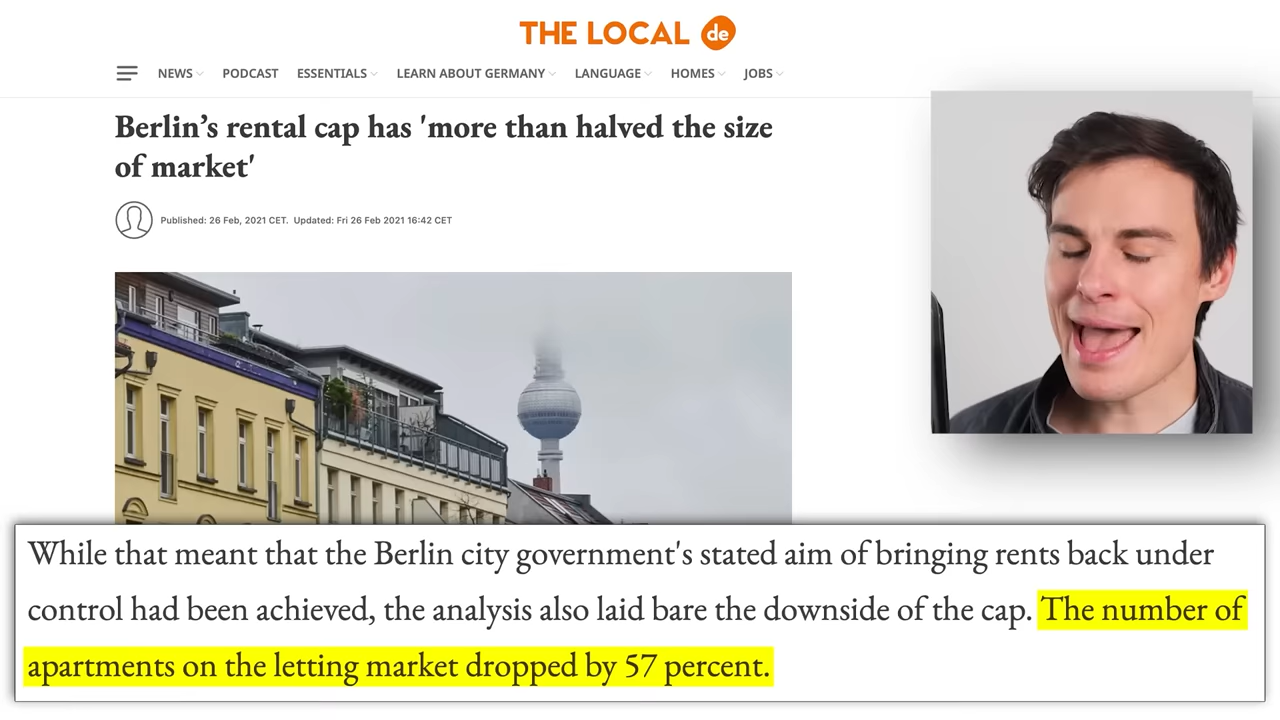 THE LOCAL de
NEWS PODCAST ESSENTIALS LEARN ABOUT GERMANY LANGUAGE HOMES JOBS
Berlin’s rental cap has 'more than halved the size
of market'
Published: 26 Feb, 2021 CET. Updated: Fri 26 Feb 2021 16:42 CET
While that meant that the Berlin city government's stated aim of bringing rents back under
control had been achieved, the analysis also laid bare the downside of the cap. The number of
apartments on the letting market dropped by 57 percent.